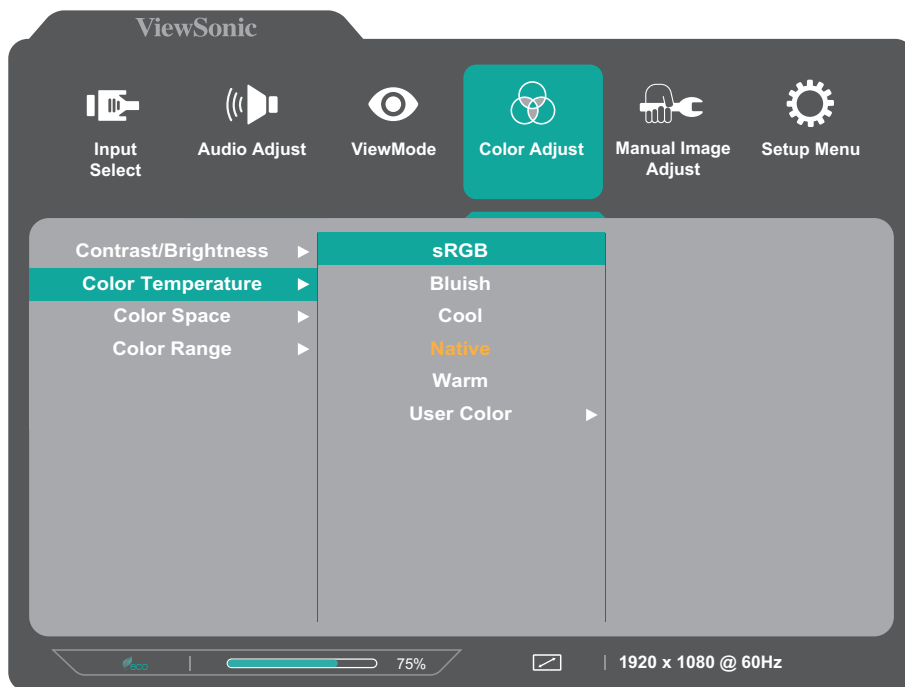 ViewSonic
Input Select
Audio Adjust
ViewMode
Color Adjust
Manual Image Adjust
Setup Menu
Contrast/Brightness
sRGB
Color Temperature
Bluish
Color Space
Cool
Color Range
Native
Warm
User Color
eco
75%
1920 x 1080 @ 60Hz